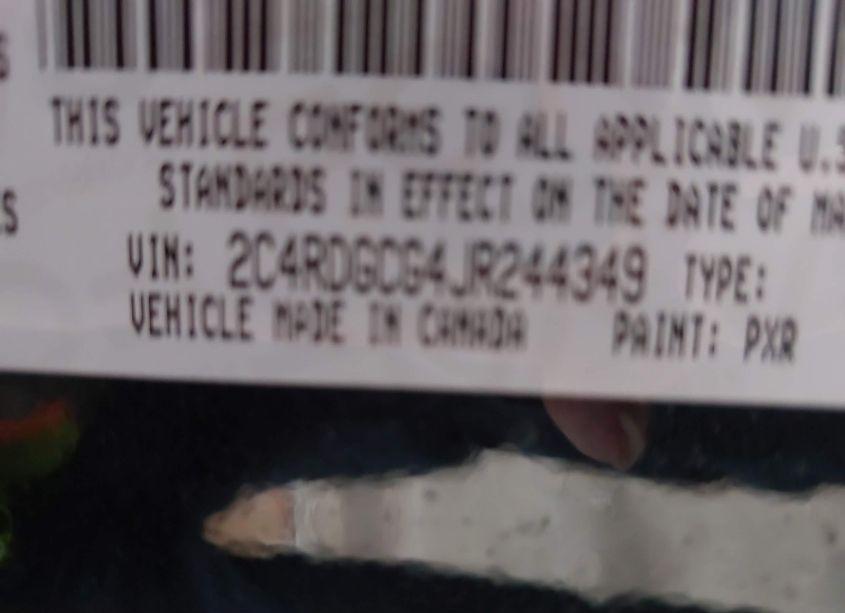 THIS VEHICLE CONFORMS TO ALL APPLICABLE U.S
STANDARDS IN EFFECT ON THE DATE OF MA
VIN: 2C4RDGCG4JR244349 TYPE:
VEHICLE MADE IN CANADA PAINT: PXR